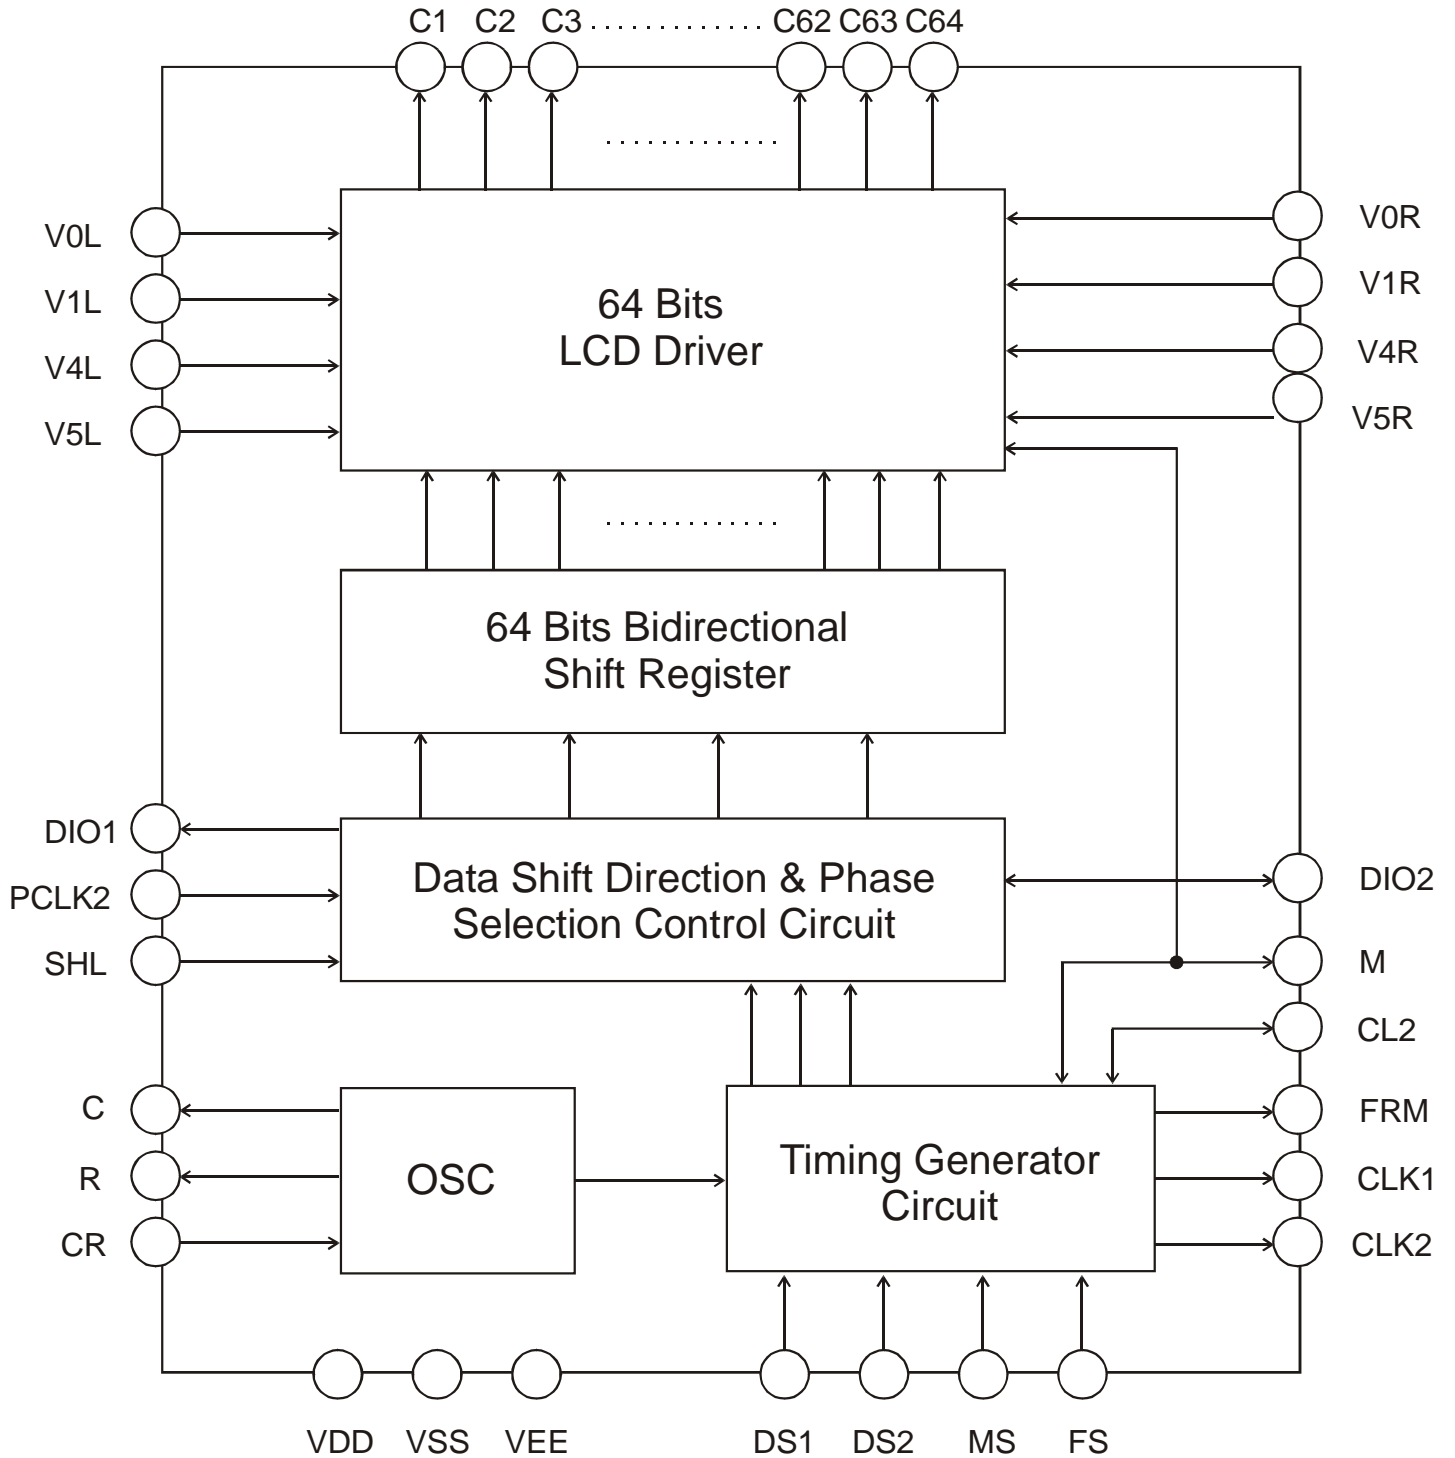 C1 C2 C3 ............. C62 C63 C64
................
V0L
V0R
V1L
V1R
V4L
V4R
V5L
V5R
64 Bits
LCD Driver
................
64 Bits Bidirectional
Shift Register
DIO1
PCLK2
SHL
Data Shift Direction & Phase
Selection Control Circuit
DIO2
M
CL2
C
R
CR
OSC
Timing Generator
Circuit
FRM
CLK1
CLK2
VDD VSS VEE DS1 DS2 MS FS